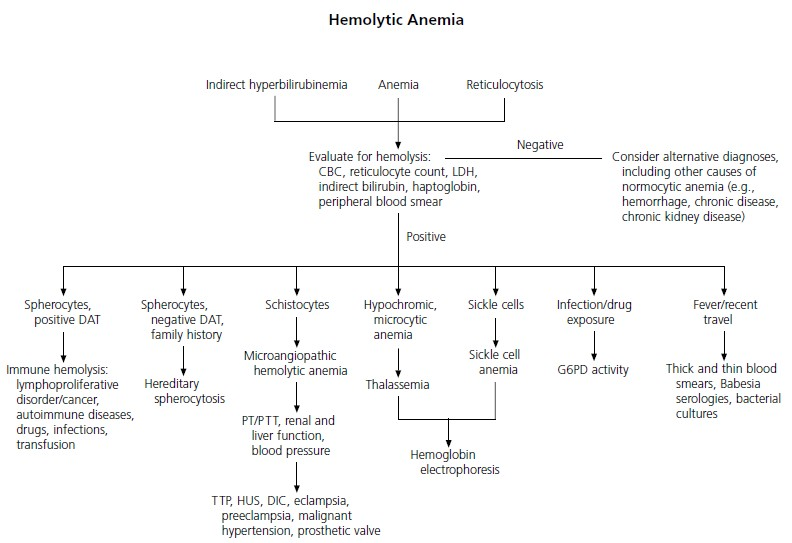 Hemolytic Anemia
Indirect hyperbilirubinemia
Anemia
Reticulocytosis
Evaluate for hemolysis:
CBC, reticulocyte count, LDH,
indirect bilirubin, haptoglobin,
peripheral blood smear
Negative
Consider alternative diagnoses,
including other causes of
normocytic anemia (e.g.,
hemorrhage, chronic disease,
chronic kidney disease)
Positive
Spherocytes,
positive DAT
Immune hemolysis:
lymphoproliferative
disorder/cancer,
autoimmune diseases,
drugs, infections,
transfusion
Spherocytes,
negative DAT,
family history
Hereditary
spherocytosis
Schistocytes
Microangiopathic
hemolytic anemia
PT/PTT, renal and
liver function,
blood pressure
TTP, HUS, DIC, eclampsia,
preeclampsia, malignant
hypertension, prosthetic valve
Hypochromic,
microcytic
anemia
Thalassemia
Sickle cells
Sickle cell
anemia
Hemoglobin
electrophoresis
Infection/drug
exposure
G6PD activity
Fever/recent
travel
Thick and thin blood
smears, Babesia
serologies, bacterial
cultures